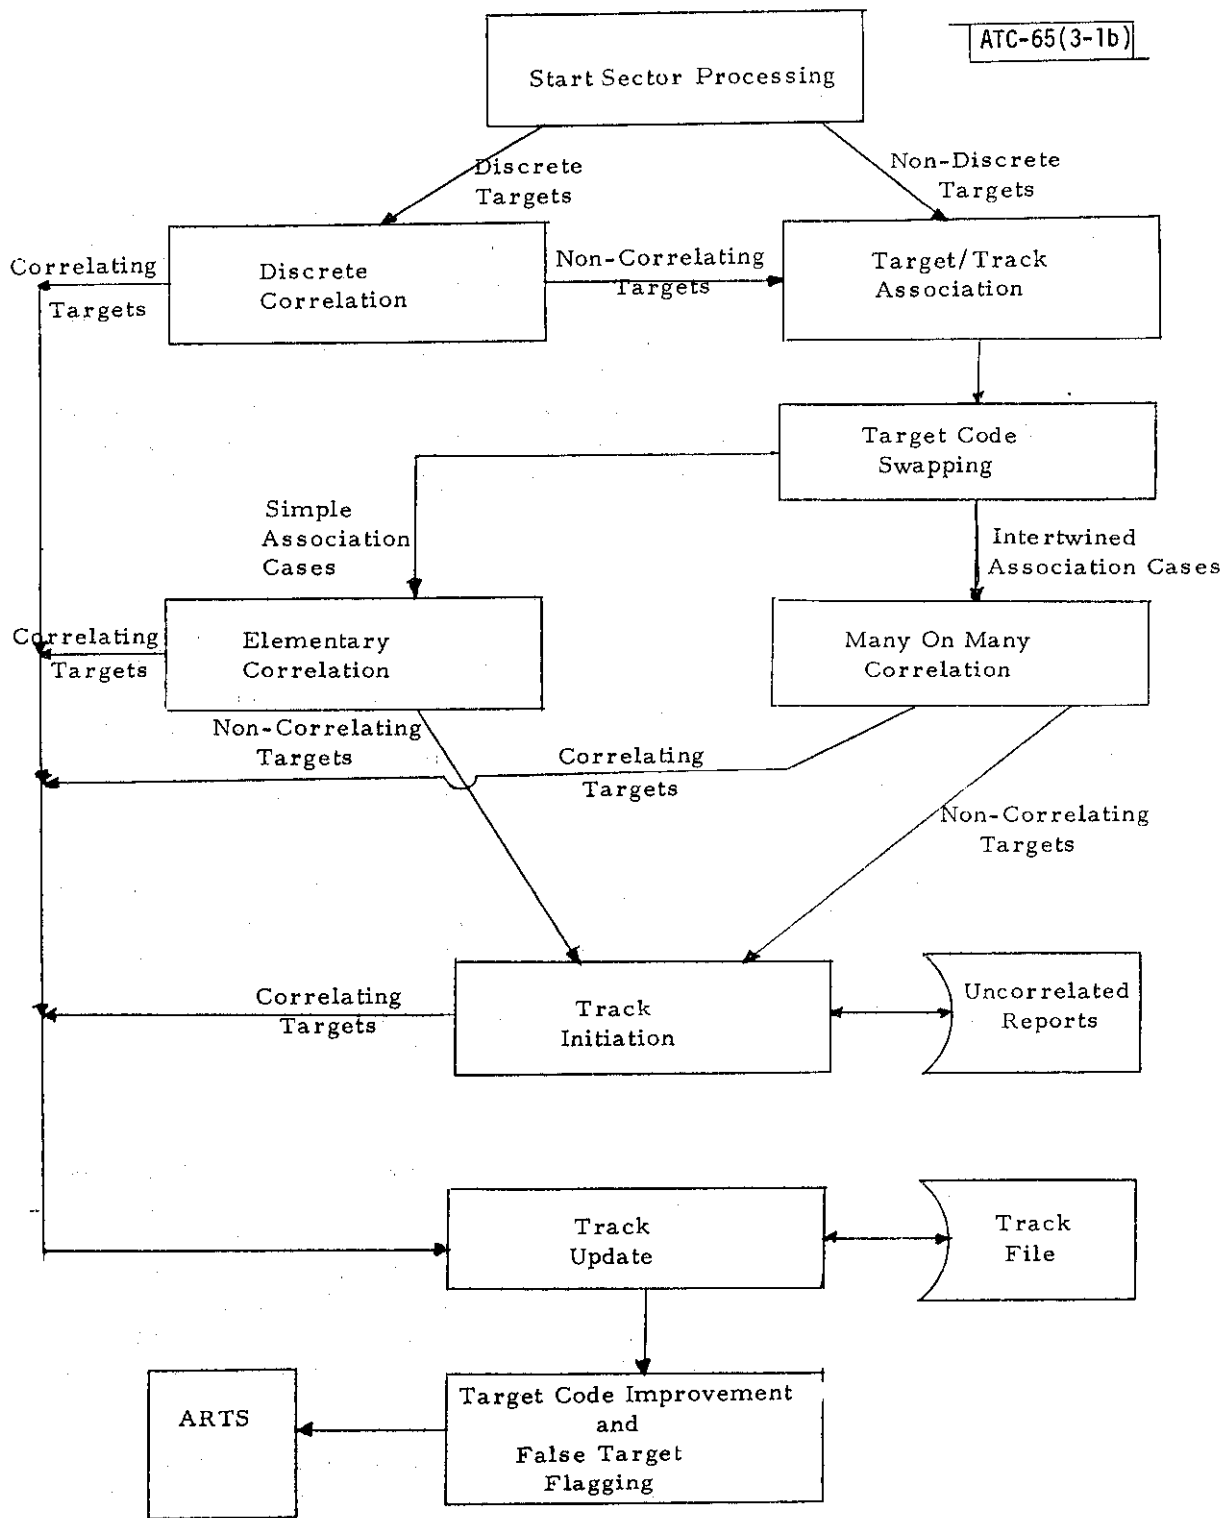 ATC-65(3-1b)
Start Sector Processing
Discrete
Targets
Non-Discrete
Targets
Correlating
Targets
Discrete
Correlation
Non-Correlating
Targets
Target/Track
Association
Target Code
Swapping
Simple
Association
Cases
Intertwined
Association Cases
Correlating
Targets
Elementary
Correlation
Many On Many
Correlation
Non-Correlating
Targets
Correlating
Targets
Non-Correlating
Targets
Correlating
Targets
Track
Initiation
Uncorrelated
Reports
Track
Update
Track
File
ARTS
Target Code Improvement
and
False Target
Flagging